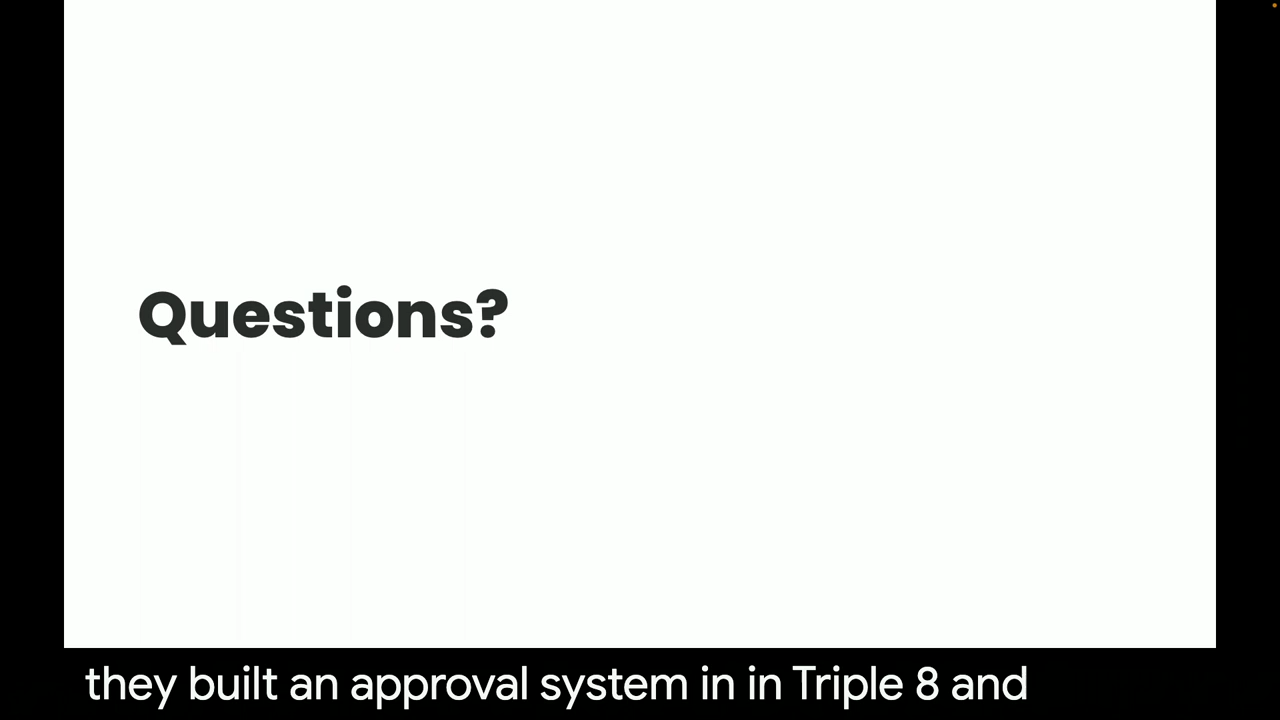 Questions?
they built an approval system in in Triple 8 and